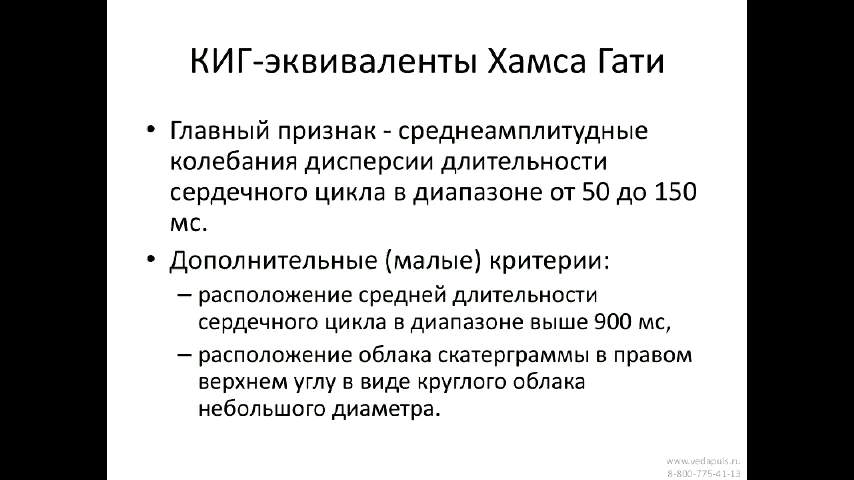 КИГ-эквиваленты Хамса Гати
• Главный признак - среднеамплитудные
колебания дисперсии длительности
сердечного цикла в диапазоне от 50 до 150
мс.
• Дополнительные (малые) критерии:
– расположение средней длительности
сердечного цикла в диапазоне выше 900 мс,
– расположение облака скатерграммы в правом
верхнем углу в виде круглого облака
небольшого диаметра.
www.vedapuls.ru
8-800-775-41-13